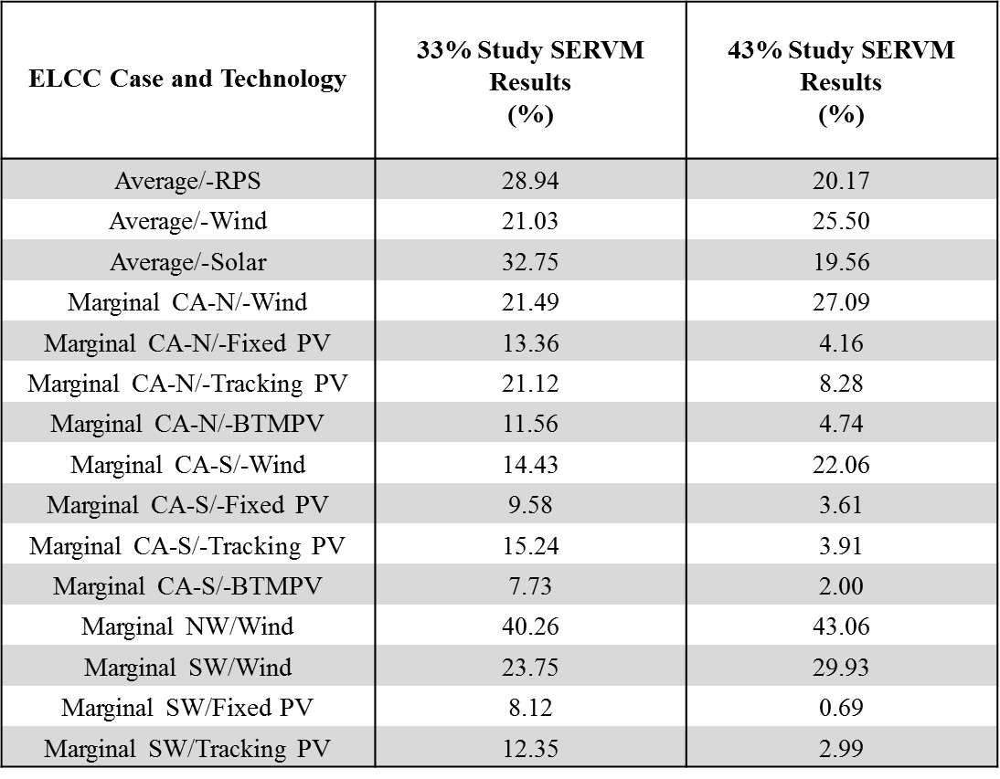 ELCC Case and Technology
33% Study SERVM
Results
(%)
43% Study SERVM
Results
(%)
Average/-RPS 28.94 20.17
Average/-Wind 21.03 25.50
Average/-Solar 32.75 19.56
Marginal CA-N/-Wind 21.49 27.09
Marginal CA-N/-Fixed PV 13.36 4.16
Marginal CA-N/-Tracking PV 21.12 8.28
Marginal CA-N/-BTMPV 11.56 4.74
Marginal CA-S/-Wind 14.43 22.06
Marginal CA-S/-Fixed PV 9.58 3.61
Marginal CA-S/-Tracking PV 15.24 3.91
Marginal CA-S/-BTMPV 7.73 2.00
Marginal NW/Wind 40.26 43.06
Marginal SW/Wind 23.75 29.93
Marginal SW/Fixed PV 8.12 0.69
Marginal SW/Tracking PV 12.35 2.99